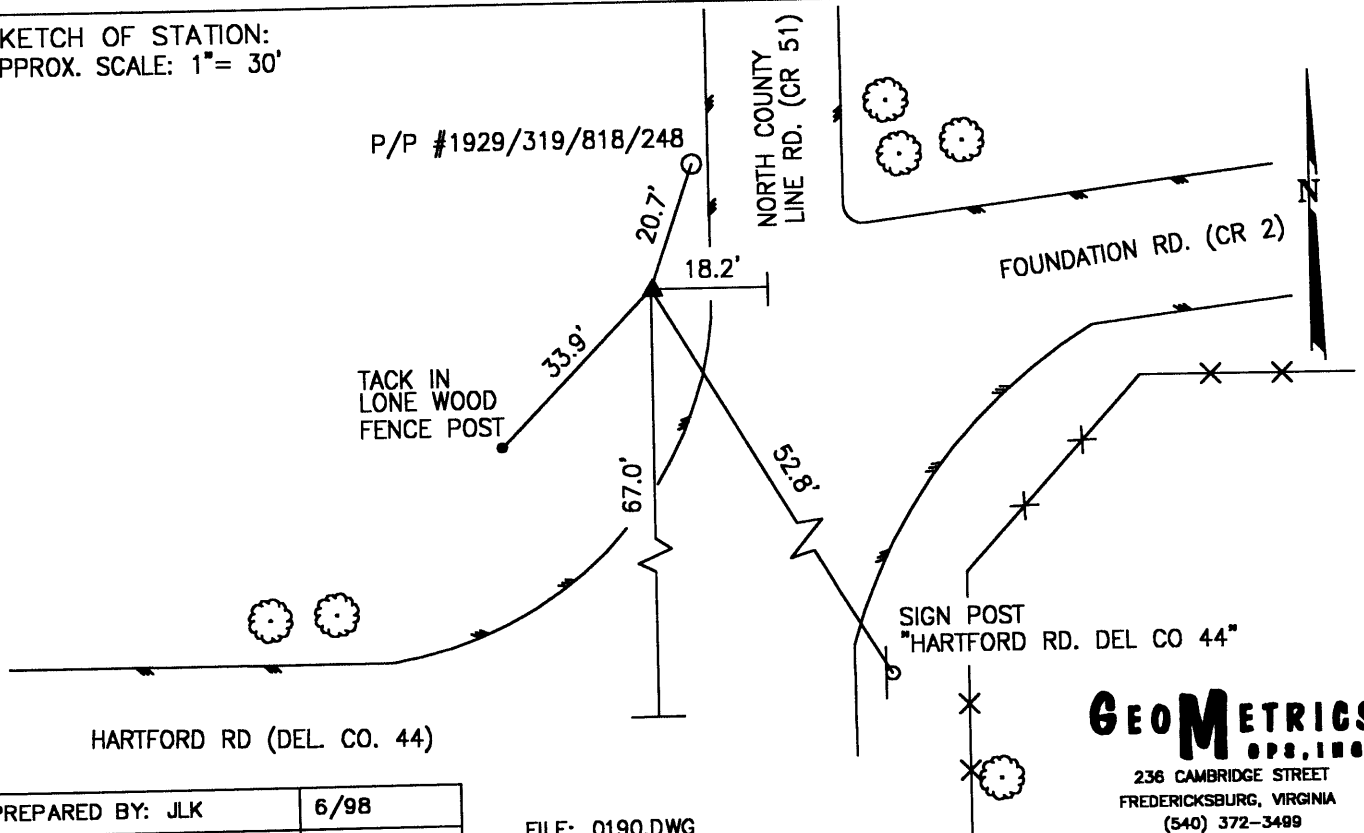 KETCH OF STATION:
PPROX. SCALE: 1"= 30'
NORTH COUNTY
LINE RD. (CR 51)
P/P #1929/319/818/248
20.7'
18.2'
N
FOUNDATION RD. (CR 2)
33.9'
TACK IN
LONE WOOD
FENCE POST
67.0'
52.8'
SIGN POST
"HARTFORD RD. DEL CO 44"
HARTFORD RD (DEL. CO. 44)
GEOMETRICS
GPS, INC
236 CAMBRIDGE STREET
FREDERICKSBURG, VIRGINIA
(540) 372-3499
PREPARED BY: JLK 6/98
FILE: 0190.DWG